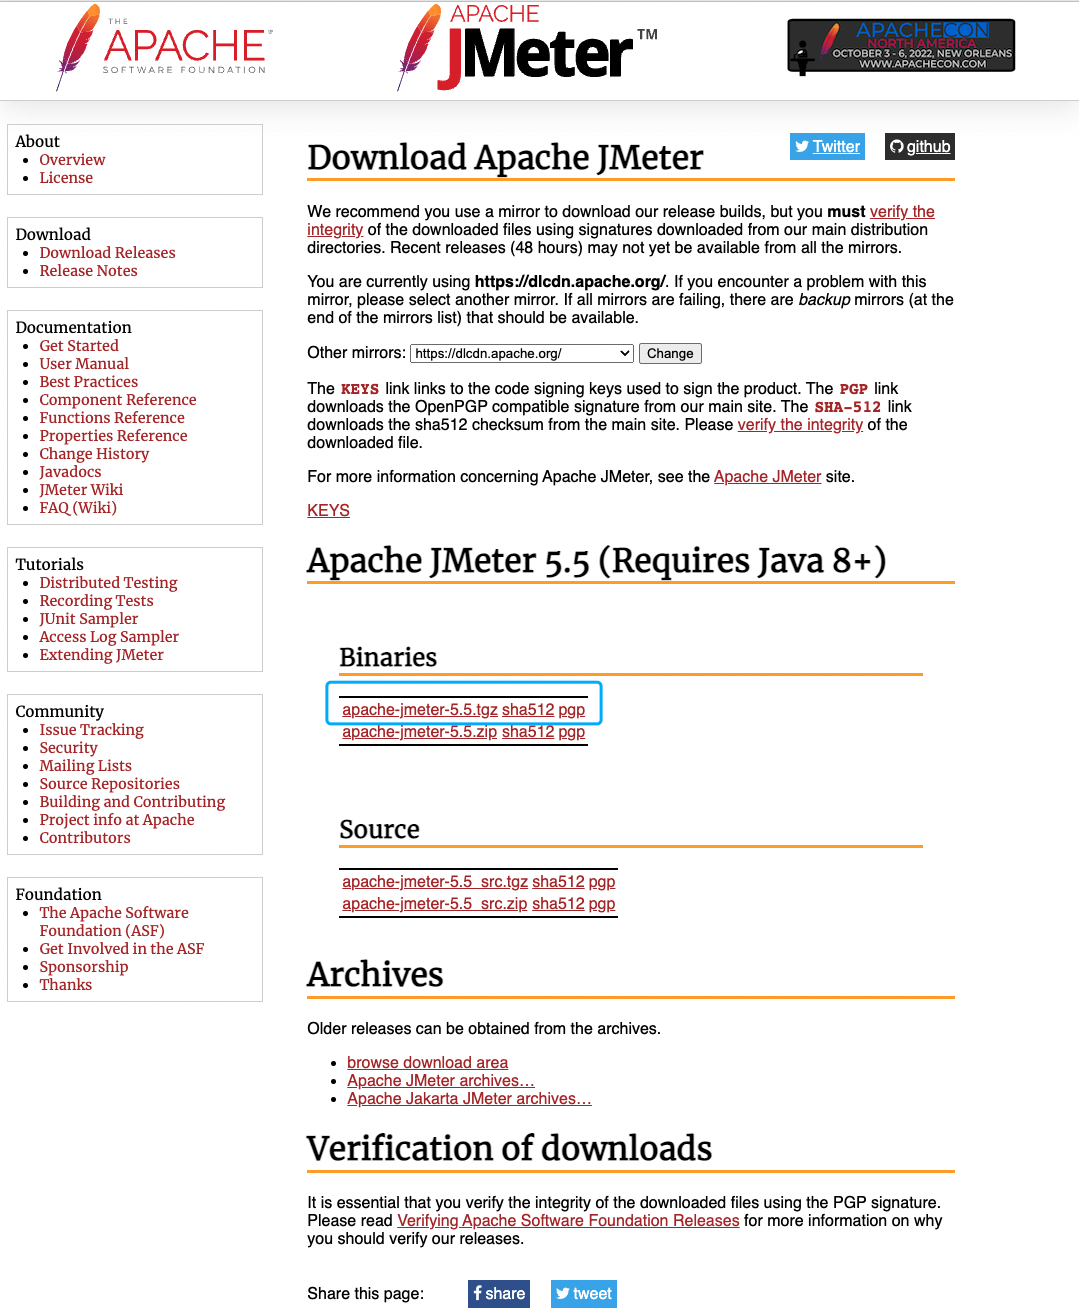 THE
APACHE
SOFTWARE FOUNDATION
APACHE
JMeter™
APACHECON
NORTH AMERICA
OCTOBER 3 - 6, 2022, NEW ORLEANS
WWW.APACHECON.COM
About
Overview
License
Download
Download Releases
Release Notes
Documentation
Get Started
User Manual
Best Practices
Component Reference
Functions Reference
Properties Reference
Change History
Javadocs
JMeter Wiki
FAQ (Wiki)
Tutorials
Distributed Testing
Recording Tests
JUnit Sampler
Access Log Sampler
Extending JMeter
Community
Issue Tracking
Security
Mailing Lists
Source Repositories
Building and Contributing
Project info at Apache
Contributors
Foundation
The Apache Software
Foundation (ASF)
Get Involved in the ASF
Sponsorship
Thanks
Download Apache JMeter
Twitter
github
We recommend you use a mirror to download our release builds, but you must verify the
integrity of the downloaded files using signatures downloaded from our main distribution
directories. Recent releases (48 hours) may not yet be available from all the mirrors.
You are currently using https://dlcdn.apache.org/. If you encounter a problem with this
mirror, please select another mirror. If all mirrors are failing, there are backup mirrors (at the
end of the mirrors list) that should be available.
Other mirrors: https://dlcdn.apache.org/ Change
The KEYS link links to the code signing keys used to sign the product. The PGP link
downloads the OpenPGP compatible signature from our main site. The SHA-512 link
downloads the sha512 checksum from the main site. Please verify the integrity of the
downloaded file.
For more information concerning Apache JMeter, see the Apache JMeter site.
KEYS
Apache JMeter 5.5 (Requires Java 8+)
Binaries
apache-jmeter-5.5.tgz sha512 pgp
apache-jmeter-5.5.zip sha512 pgp
Source
apache-jmeter-5.5_src.tgz sha512 pgp
apache-jmeter-5.5_src.zip sha512 pgp
Archives
Older releases can be obtained from the archives.
browse download area
Apache JMeter archives...
Apache Jakarta JMeter archives...
Verification of downloads
It is essential that you verify the integrity of the downloaded files using the PGP signature.
Please read Verifying Apache Software Foundation Releases for more information on why
you should verify our releases.
Share this page:
share
tweet